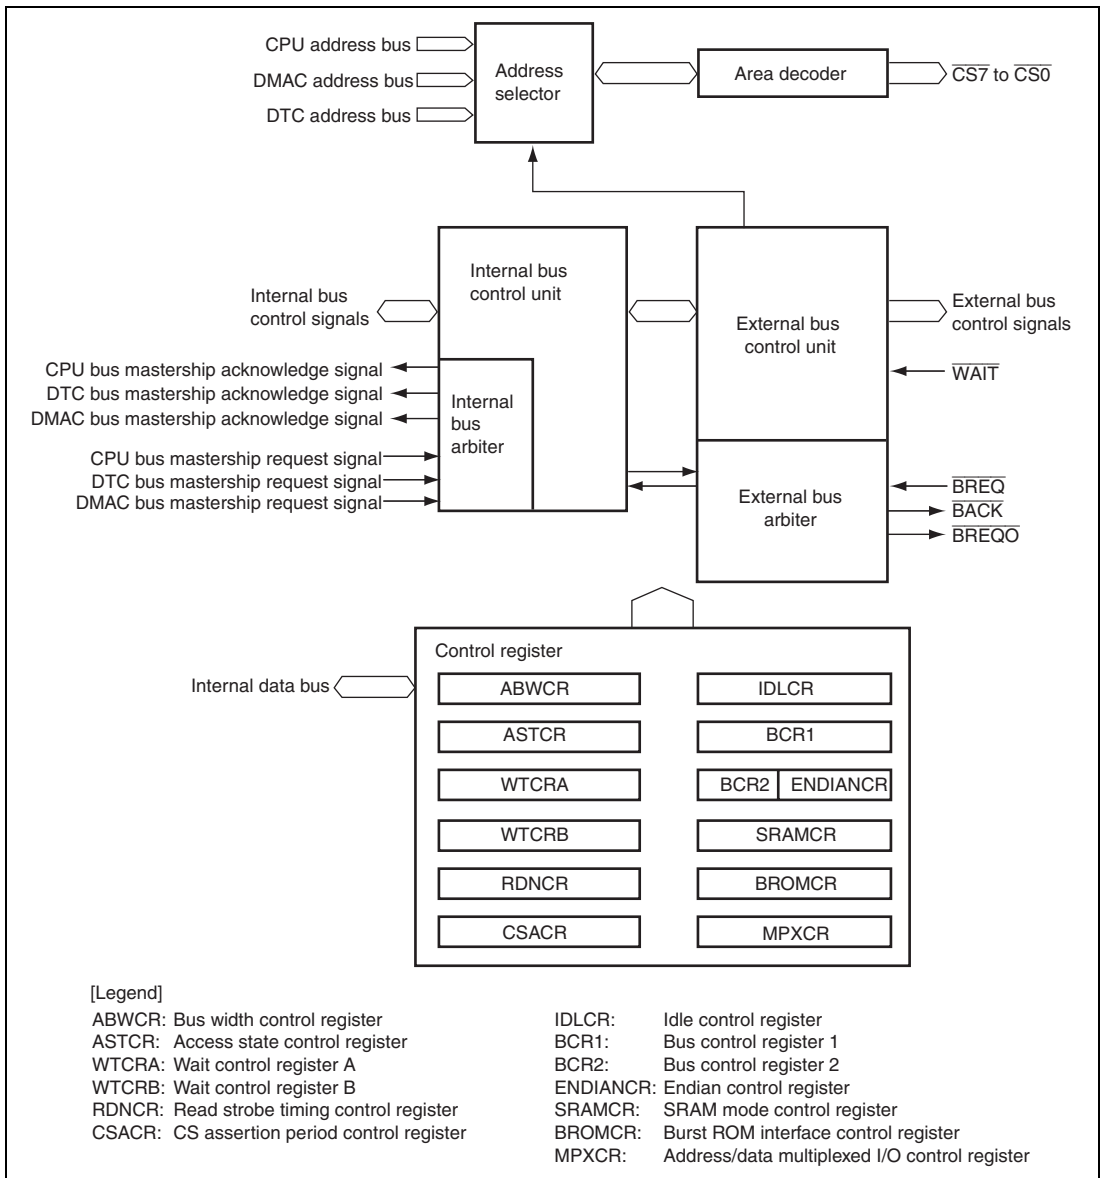 CPU address bus
DMAC address bus
DTC address bus
Address
selector
Area decoder
CS7 to CS0
Internal bus
control signals
Internal bus
control unit
External bus
control unit
External bus
control signals
WAIT
CPU bus mastership acknowledge signal
DTC bus mastership acknowledge signal
DMAC bus mastership acknowledge signal
Internal
bus
arbiter
CPU bus mastership request signal
DTC bus mastership request signal
DMAC bus mastership request signal
External bus
arbiter
BREQ
BACK
BREQO
Control register
Internal data bus
ABWCR
IDLCR
ASTCR
BCR1
WTCRA
BCR2
ENDIANCR
WTCRB
SRAMCR
RDNCR
BROMCR
CSACR
MPXCR
[Legend]
ABWCR: Bus width control register
ASTCR: Access state control register
WTCRA: Wait control register A
WTCRB: Wait control register B
RDNCR: Read strobe timing control register
CSACR: CS assertion period control register
IDLCR: Idle control register
BCR1: Bus control register 1
BCR2: Bus control register 2
ENDIANCR: Endian control register
SRAMCR: SRAM mode control register
BROMCR: Burst ROM interface control register
MPXCR: Address/data multiplexed I/O control register